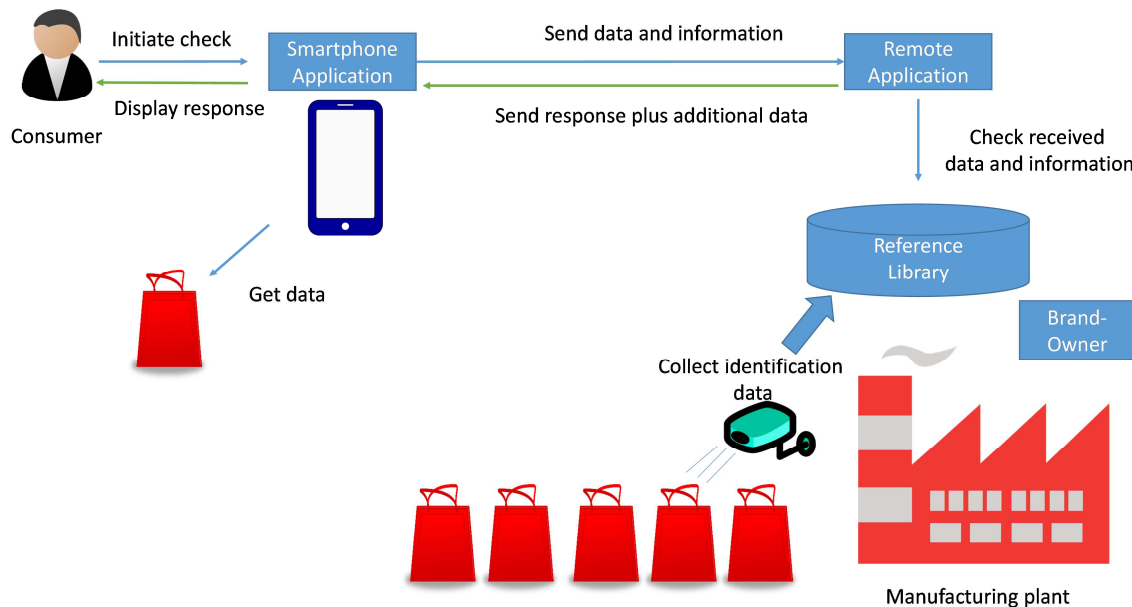 Initiate check
Smartphone
Application
Send data and information
Remote
Application
Display response
Send response plus additional data
Consumer
Check received
data and information
Reference
Library
Get data
Brand-
Owner
Collect identification
data
Manufacturing plant